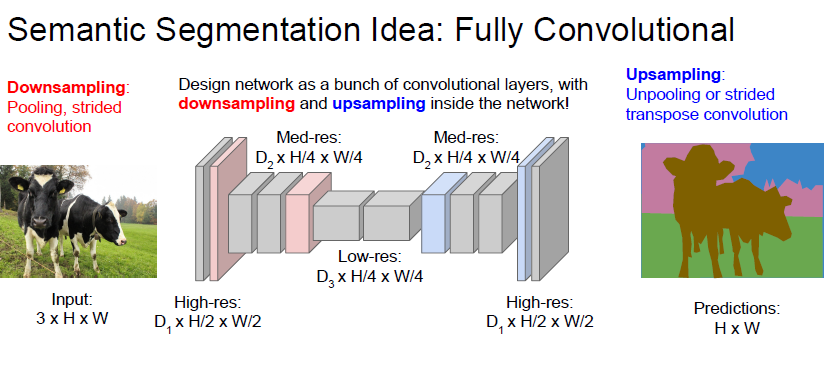 Semantic Segmentation Idea: Fully Convolutional
Downsampling:
Pooling, strided
convolution
Design network as a bunch of convolutional layers, with
downsampling and upsampling inside the network!
Upsampling:
Unpooling or strided
transpose convolution
Med-res:
D2 x H/4 x W/4
Med-res:
D2 x H/4 x W/4
Low-res:
D3 x H/4 x W/4
Input:
3 x H x W
High-res:
D1 x H/2 x W/2
High-res:
D1 x H/2 x W/2
Predictions:
H x W